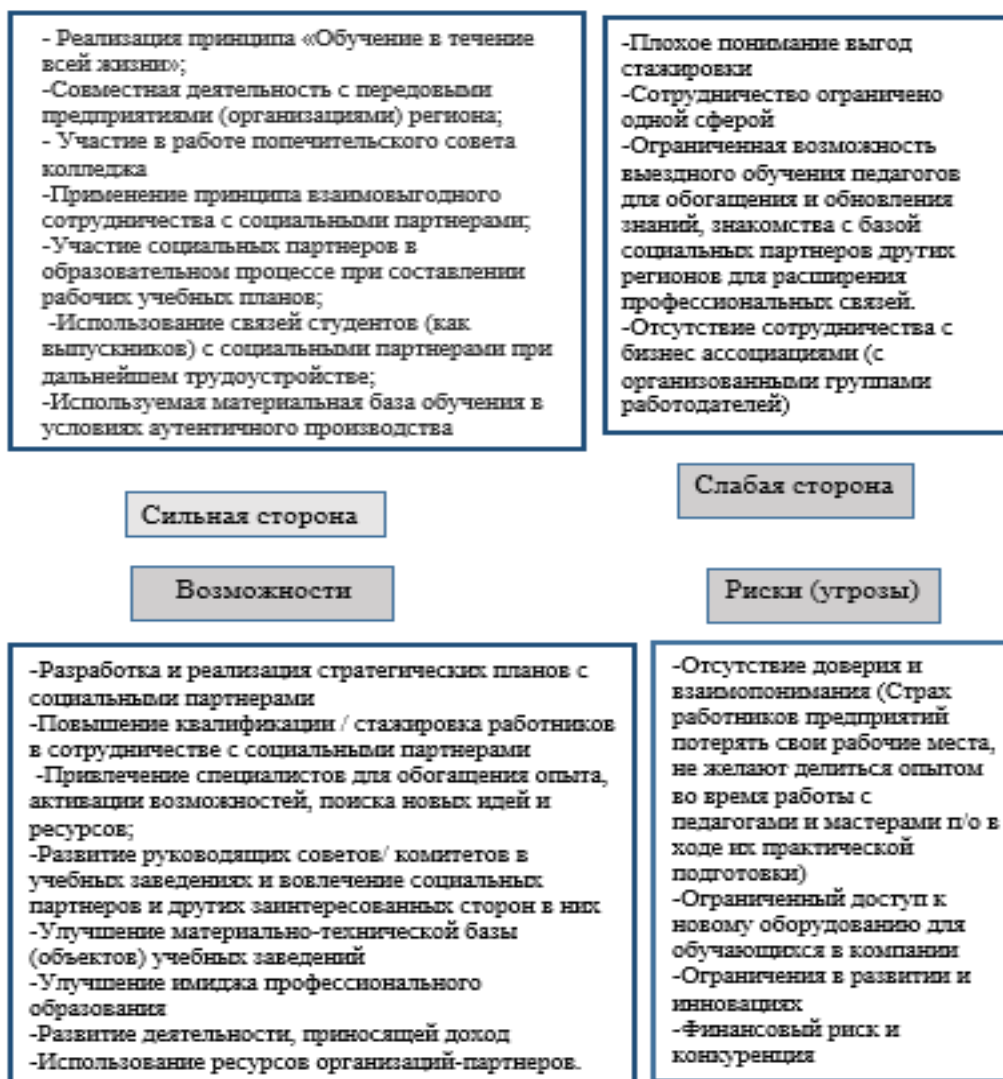 - Реализация принципа «Обучение в течение
всей жизни»;
-Совместная деятельность с передовыми
предприятиями (организациями) региона;
- Участие в работе попечительского совета
колледжа
-Применение принципа взаимовыгодного
сотрудничества с социальными партнерами;
-Участие социальных партнеров в
образовательном процессе при составлении
рабочих учебных планов;
-Использование связей студентов (как
выпускников) с социальными партнерами при
дальнейшем трудоустройстве;
-Используемая материальная база обучения в
условиях аутентичного производства
-Плохое понимание выгод
стажировки
-Сотрудничество ограничено
одной сферой
-Ограниченная возможность
выездного обучения педагогов
для обогащения и обновления
знаний, знакомства с базой
социальных партнеров других
регионов для расширения
профессиональных связей.
-Отсутствие сотрудничества с
бизнес ассоциациями (с
организованными группами
работодателей)
Сильная сторона
Слабая сторона
Возможности
Риски (угрозы)
-Разработка и реализация стратегических планов с
социальными партнерами
-Повышение квалификации / стажировка работников
в сотрудничестве с социальными партнерами
-Привлечение специалистов для обогащения опыта,
активации возможностей, поиска новых идей и
ресурсов;
-Развитие руководящих советов/ комитетов в
учебных заведениях и вовлечение социальных
партнеров и других заинтересованных сторон в них
-Улучшение материально-технической базы
(объектов) учебных заведений
-Улучшение имиджа профессионального
образования
-Развитие деятельности, приносящей доход
-Использование ресурсов организаций-партнеров.
-Отсутствие доверия и
взаимопонимания (Страх
работников предприятий
потерять свои рабочие места,
не желают делиться опытом
во время работы с
педагогами и мастерами п/о в
ходе их практической
подготовки)
-Ограниченный доступ к
новому оборудованию для
обучающихся в компании
-Ограничения в развитии и
инновациях
-Финансовый риск и
конкуренция